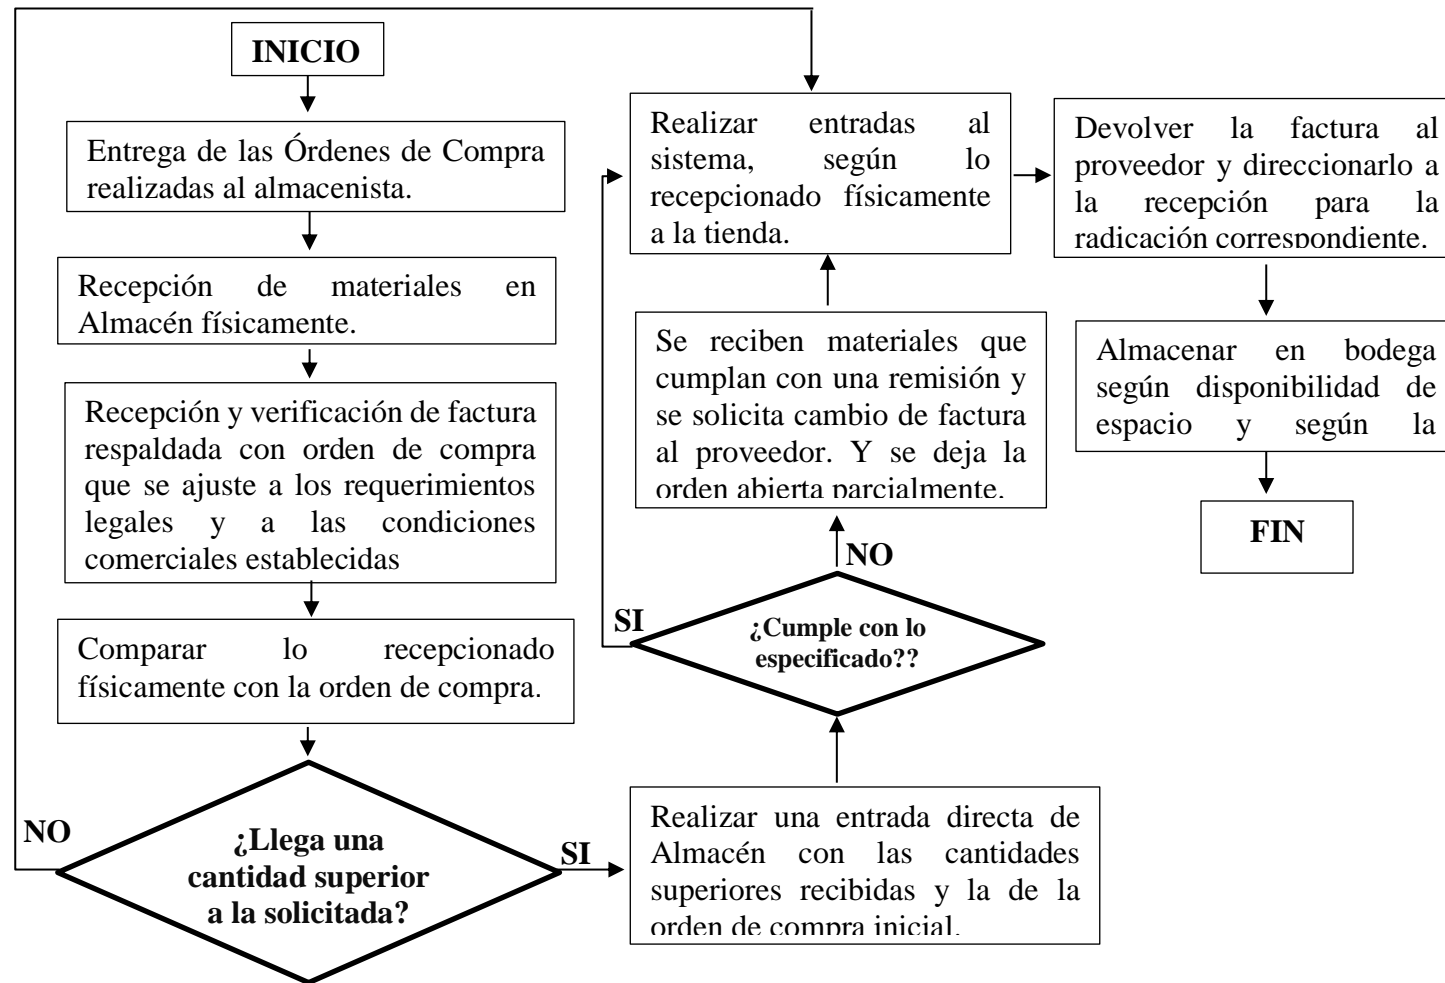 INICIO
Entrega de las Órdenes de Compra
realizadas al almacenista.
Recepción de materiales en
Almacén físicamente.
Recepción y verificación de factura
respaldada con orden de compra
que se ajuste a los requerimientos
legales y a las condiciones
comerciales establecidas
Comparar lo recepcionado
físicamente con la orden de compra.
NO
¿Llega una
cantidad superior
a la solicitada?
SI
Realizar una entrada directa de
Almacén con las cantidades
superiores recibidas y la de la
orden de compra inicial.
SI
¿Cumple con lo
especificado??
NO
Se reciben materiales que
cumplan con una remisión y
se solicita cambio de factura
al proveedor. Y se deja la
orden abierta parcialmente.
Realizar entradas al
sistema, según lo
recepcionado físicamente
a la tienda.
Devolver la factura al
proveedor y direccionarlo a
la recepción para la
radicación correspondiente.
Almacenar en bodega
según disponibilidad de
espacio y según la
FIN